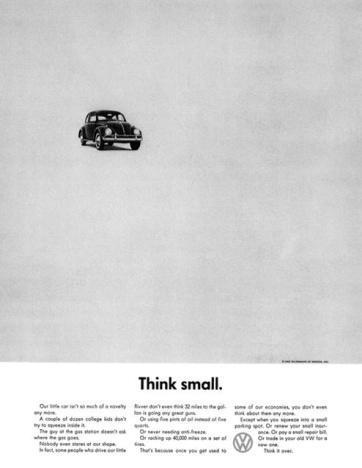 © 1962 VOLKSWAGEN OF AMERICA, INC.
Think small.
Our little car isn't so much of a novelty
any more.
A couple of dozen college kids don't
try to squeeze inside it.
The guy at the gas station doesn't ask
where the gas goes.
Nobody even stares at our shape.
In fact, some people who drive our little
flivver don't even think 32 miles to the gal-
lon is going any great guns.
Or using five pints of oil instead of five
quarts.
Or never needing anti-freeze.
Or racking up 40,000 miles on a set of
tires.
That's because once you get used to
some of our economies, you don't even
think about them any more.
Except when you squeeze into a small
parking spot. Or renew your small insur-
ance. Or pay a small repair bill.
Or trade in your old VW for a
new one.
Think it over.
VW